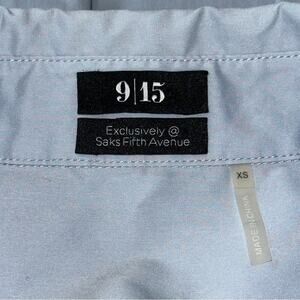 9|15
Exclusively @
Saks Fifth Avenue
XS
MADE IN CHINA